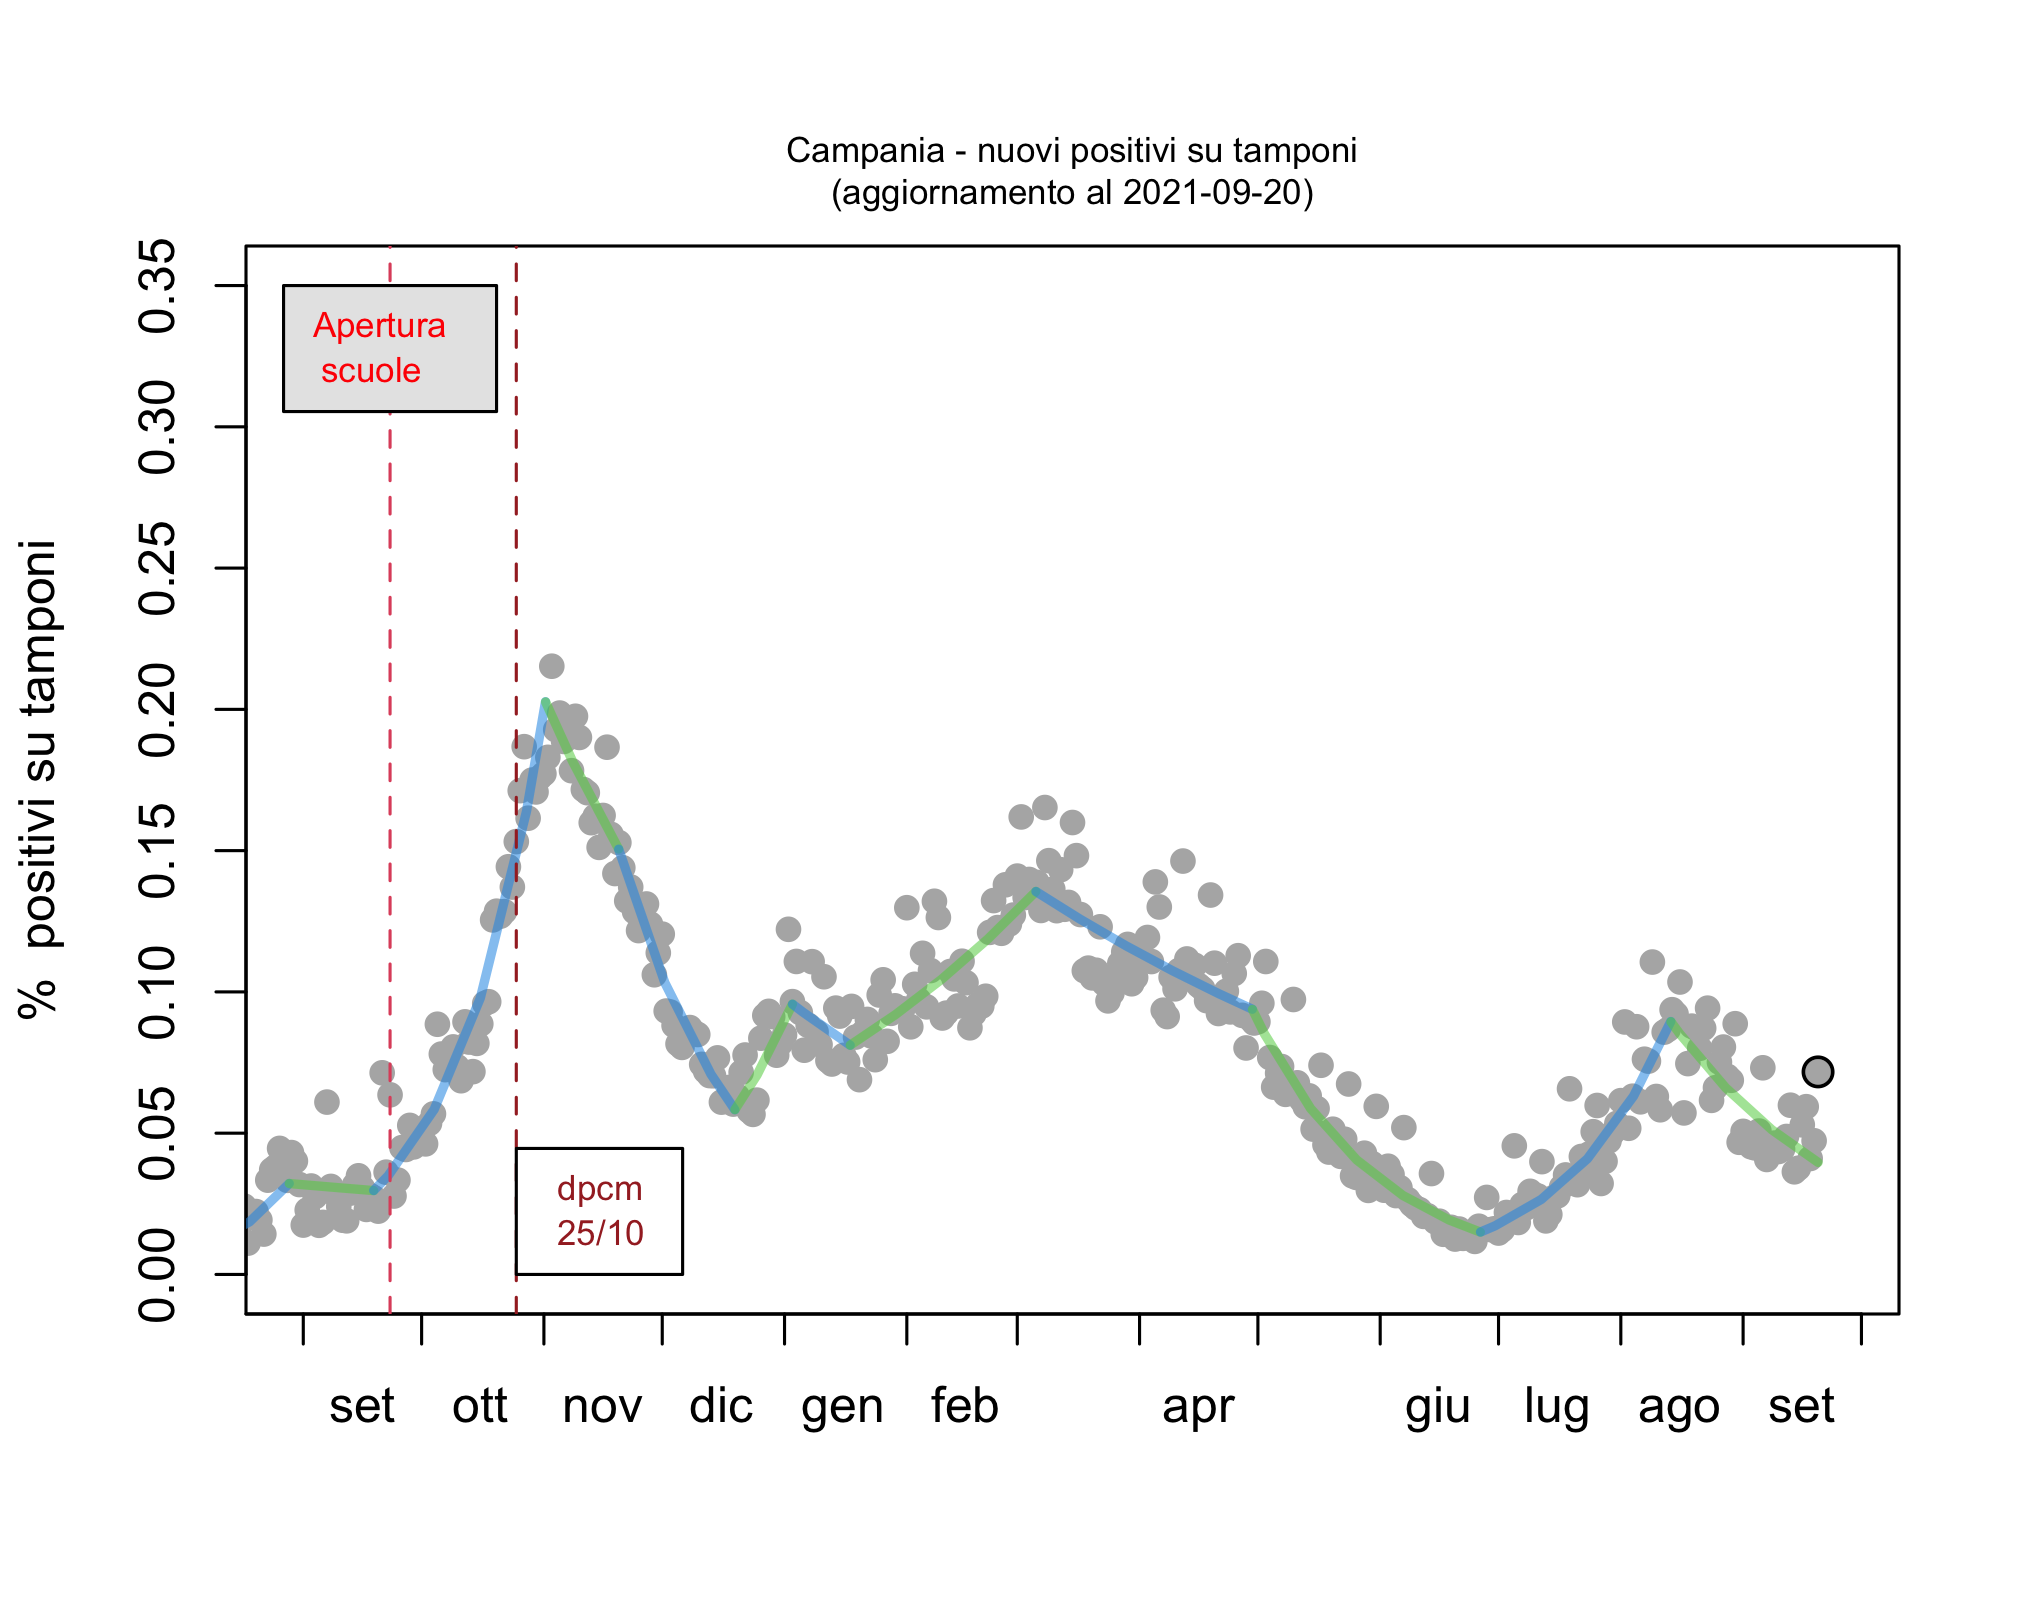 Campania - nuovi positivi su tamponi
(aggiornamento al 2021-09-20)
% positivi su tamponi
0.35
0.30
0.25
0.20
0.15
0.10
0.05
0.00
Apertura
scuole
dpcm
25/10
set ott nov dic gen feb apr giu lug ago set